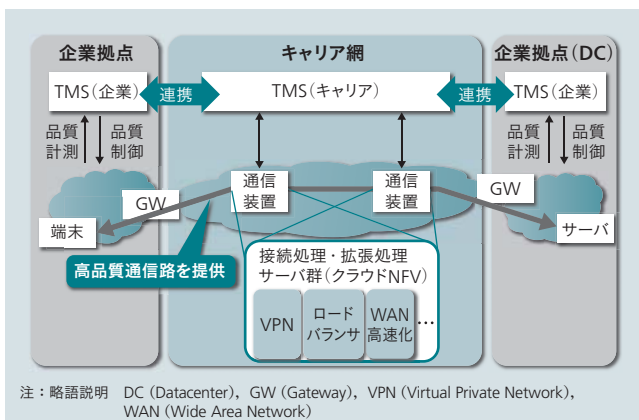 企業拠点
キャリア網
企業拠点（DC）
TMS（企業）
連携
TMS（キャリア）
連携
TMS（企業）
品質
計測
品質
制御
品質
計測
品質
制御
通信
装置
通信
装置
GW
GW
端末
サーバ
高品質通信路を提供
接続処理・拡張処理
サーバ群（クラウドNFV）
VPN
ロード
バランサ
WAN
高速化
…
注：略語説明　DC（Datacenter），GW（Gateway），VPN（Virtual Private Network），
WAN（Wide Area Network）